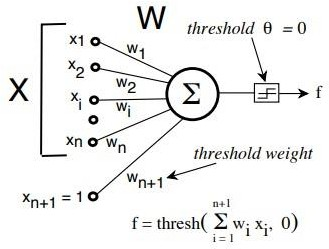 W
threshold θ = 0
X
x1
x2
xi
xn
xn+1 = 1
w1
w2
wi
wn
wn+1
Σ
f
threshold weight
n+1
f = thresh( Σ wi xi, 0)
i = 1